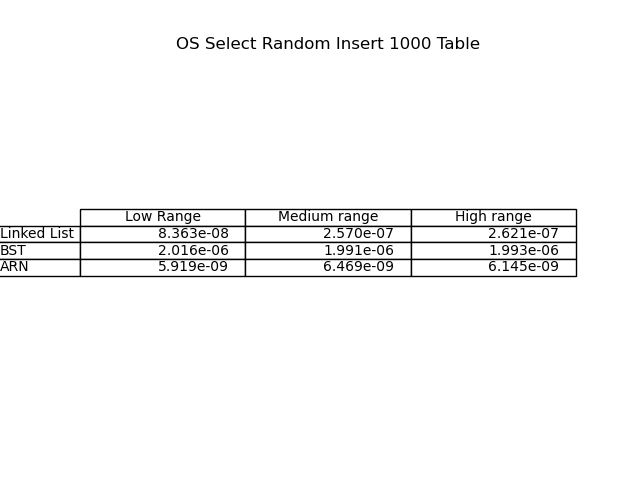 OS Select Random Insert 1000 Table
Low Range Medium range High range
Linked List 8.363e-08 2.570e-07 2.621e-07
BST 2.016e-06 1.991e-06 1.993e-06
ARN 5.919e-09 6.469e-09 6.145e-09